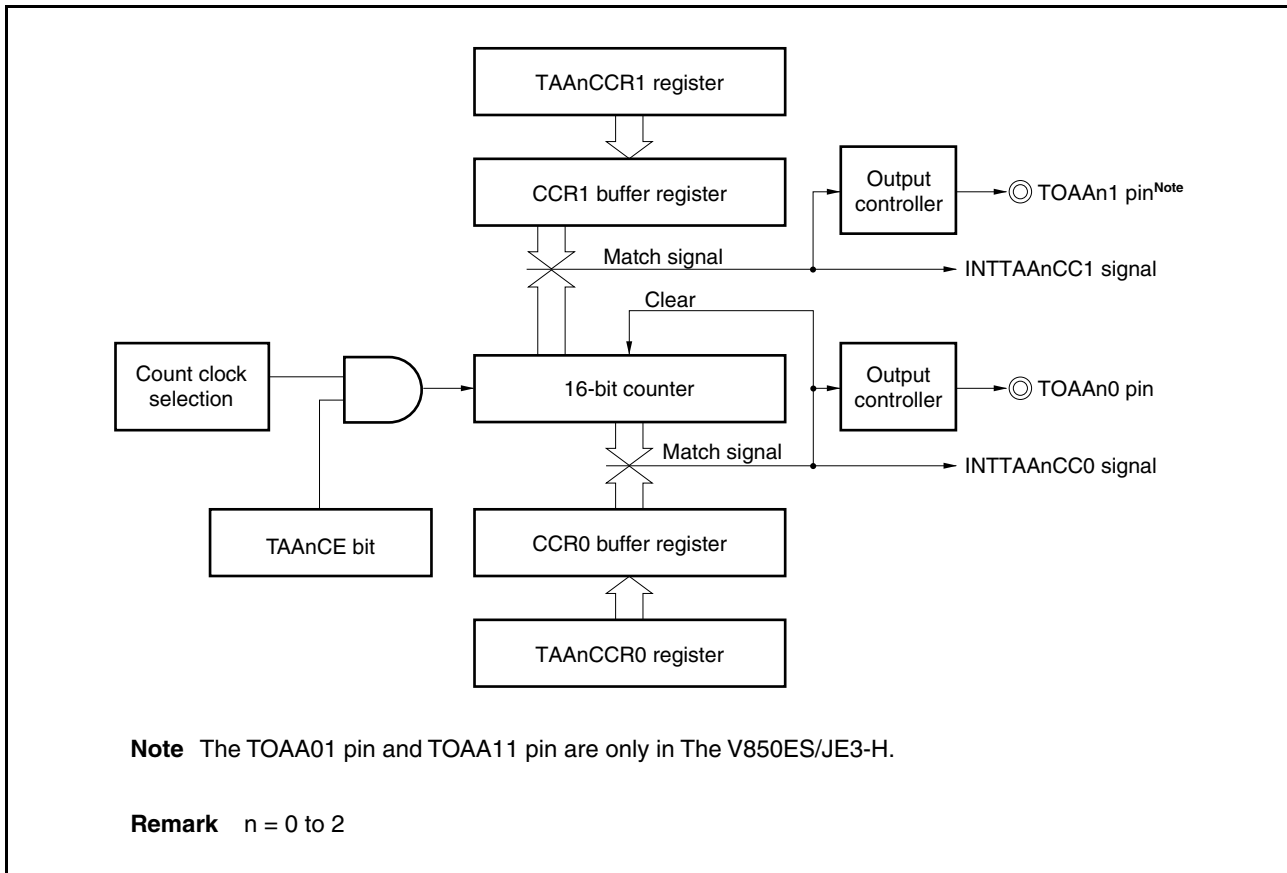 TAAnCCR1 register
CCR1 buffer register
Output
controller
TOAAn1 pinNote
Match signal
INTTAAnCC1 signal
Clear
Count clock
selection
16-bit counter
Output
controller
TOAAn0 pin
Match signal
INTTAAnCC0 signal
TAAnCE bit
CCR0 buffer register
TAAnCCR0 register
Note The TOAA01 pin and TOAA11 pin are only in The V850ES/JE3-H.
Remark n = 0 to 2